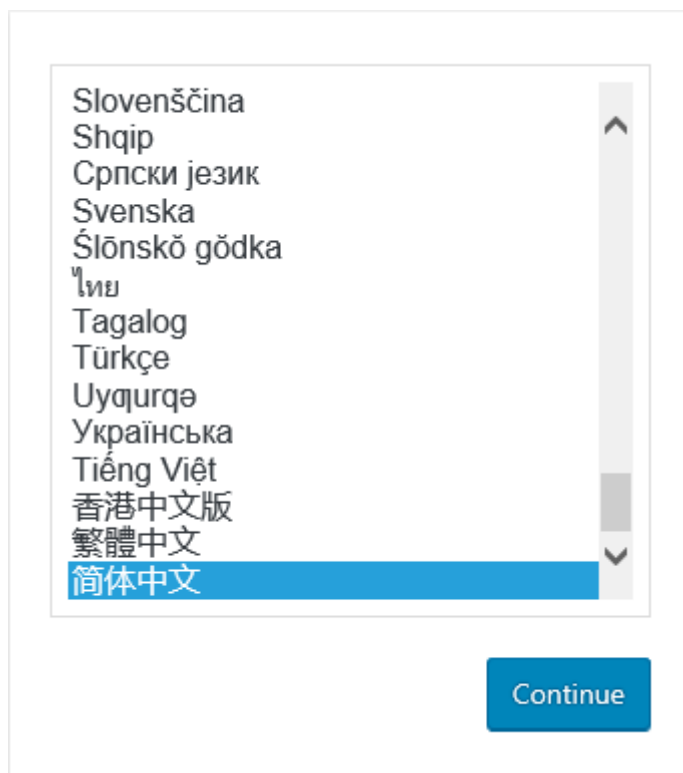 Slovenščina
Shqip
Српски језик
Svenska
Ślōnskŏ gŏdka
ไทย
Tagalog
Türkçe
Uyƣurqə
Українська
Tiếng Việt
香港中文版
繁體中文
简体中文
Continue